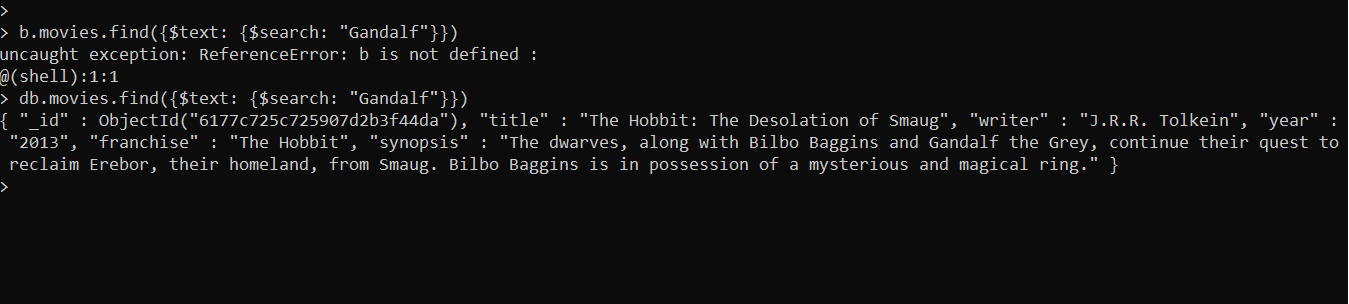 >
> b.movies.find({$text: {$search: "Gandalf"}})
uncaught exception: ReferenceError: b is not defined :
@(shell):1:1
> db.movies.find({$text: {$search: "Gandalf"}})
{ "_id" : ObjectId("6177c725c725907d2b3f44da"), "title" : "The Hobbit: The Desolation of Smaug", "writer" : "J.R.R. Tolkein", "year" :
"2013", "franchise" : "The Hobbit", "synopsis" : "The dwarves, along with Bilbo Baggins and Gandalf the Grey, continue their quest to
reclaim Erebor, their homeland, from Smaug. Bilbo Baggins is in possession of a mysterious and magical ring." }
>